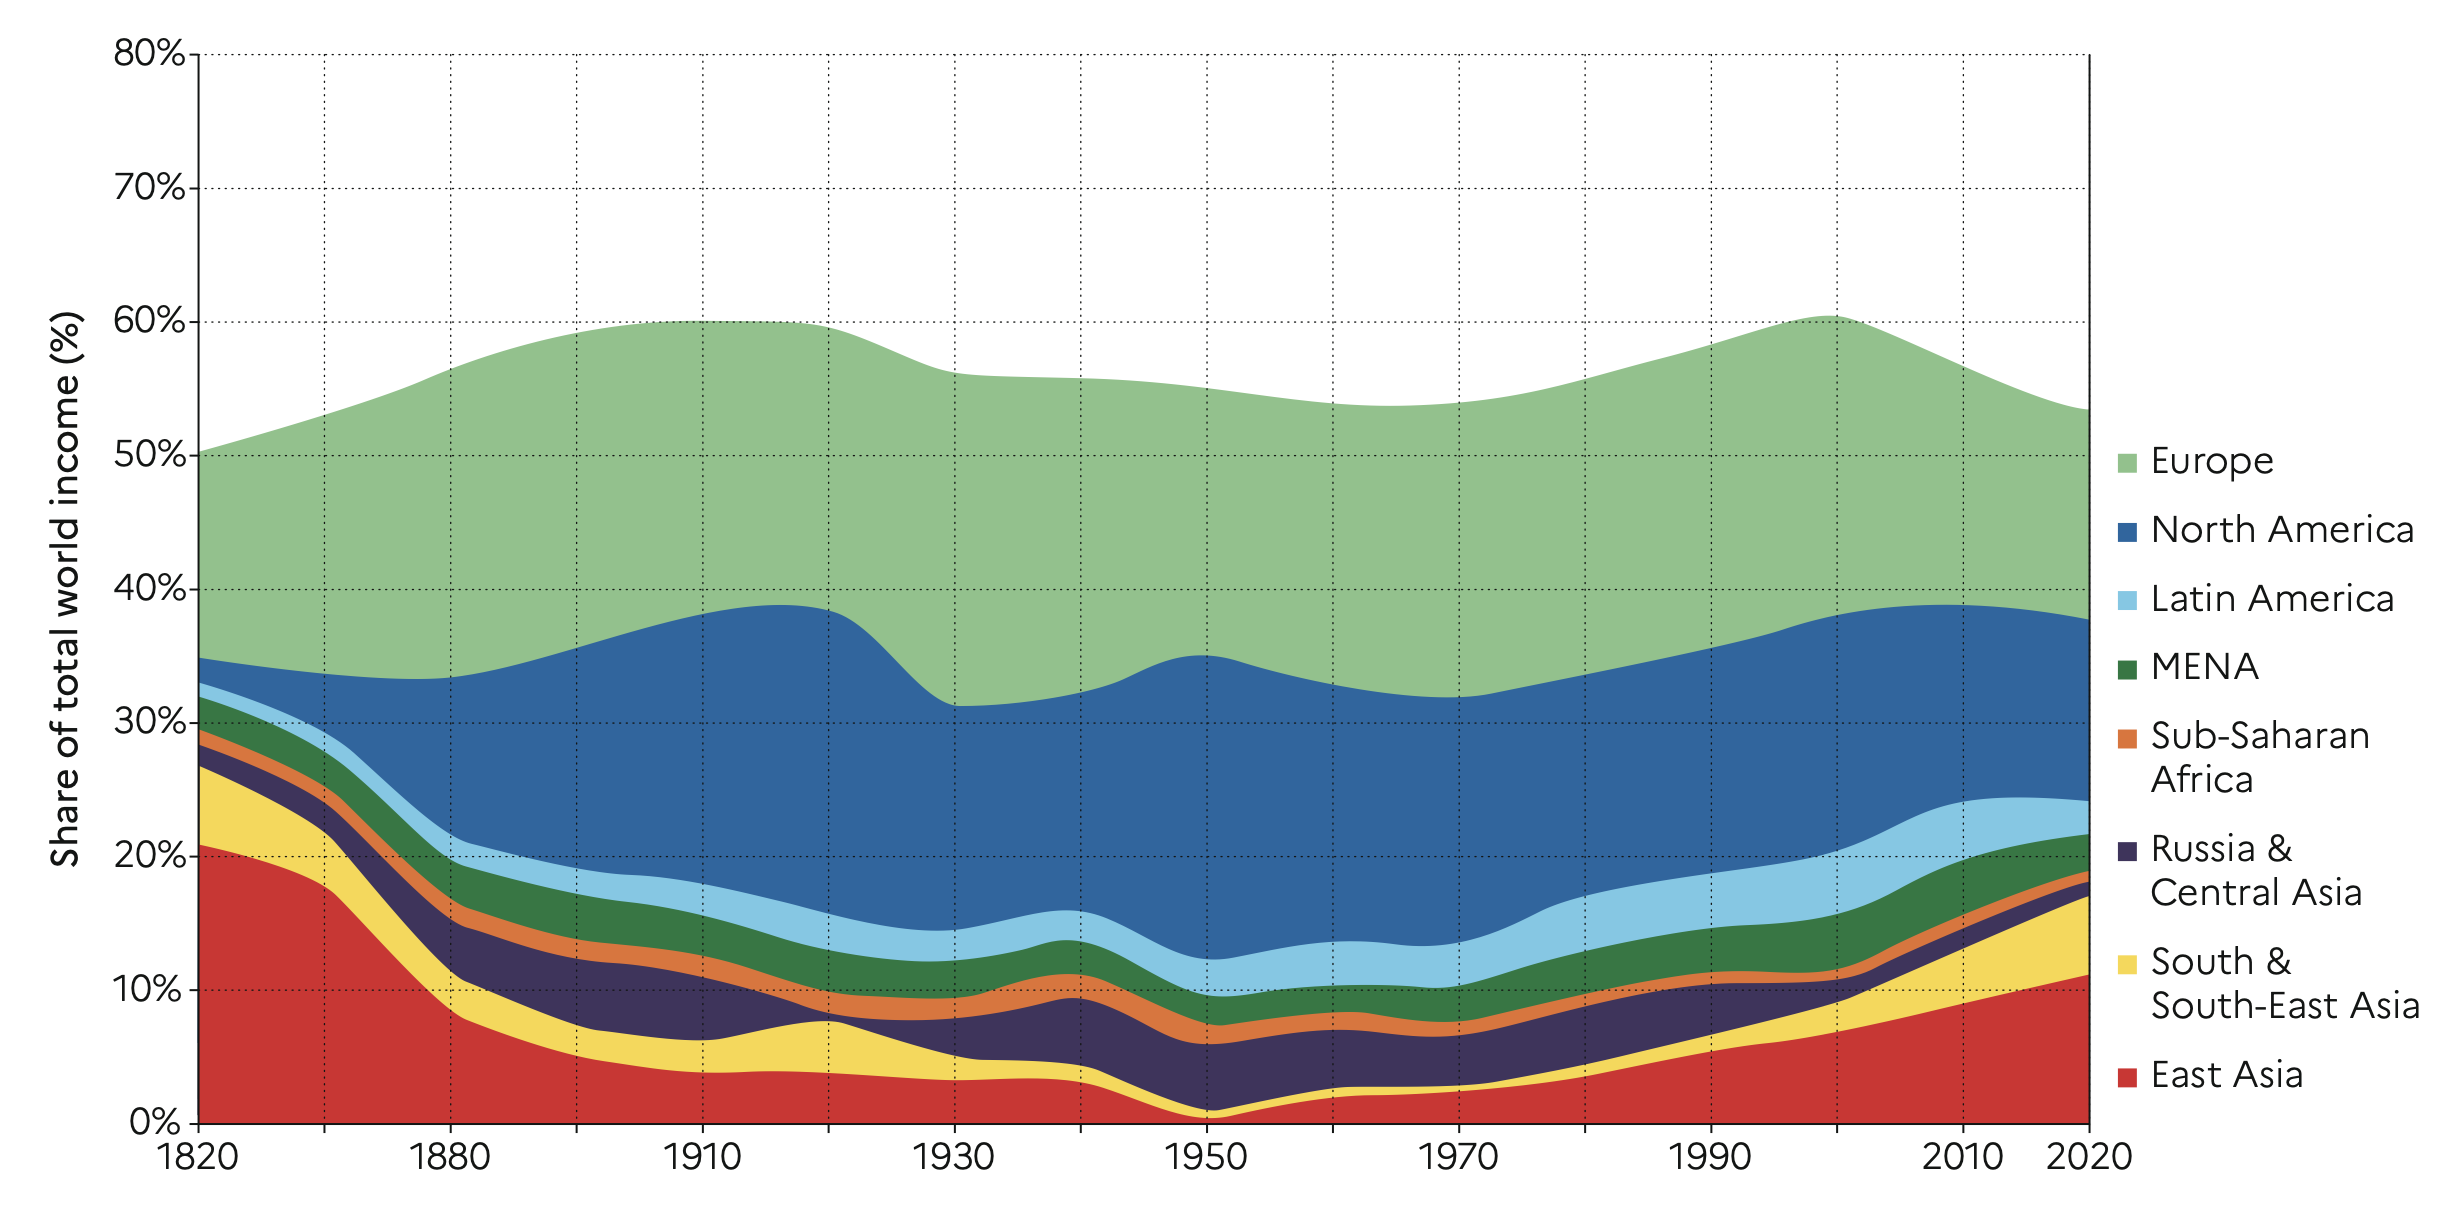 80%
70%
60%
50%
40%
30%
20%
10%
0%
Share of total world income (%)
1820 1880 1910 1930 1950 1970 1990 2010 2020
Europe
North America
Latin America
MENA
Sub-Saharan
Africa
Russia &
Central Asia
South &
South-East Asia
East Asia